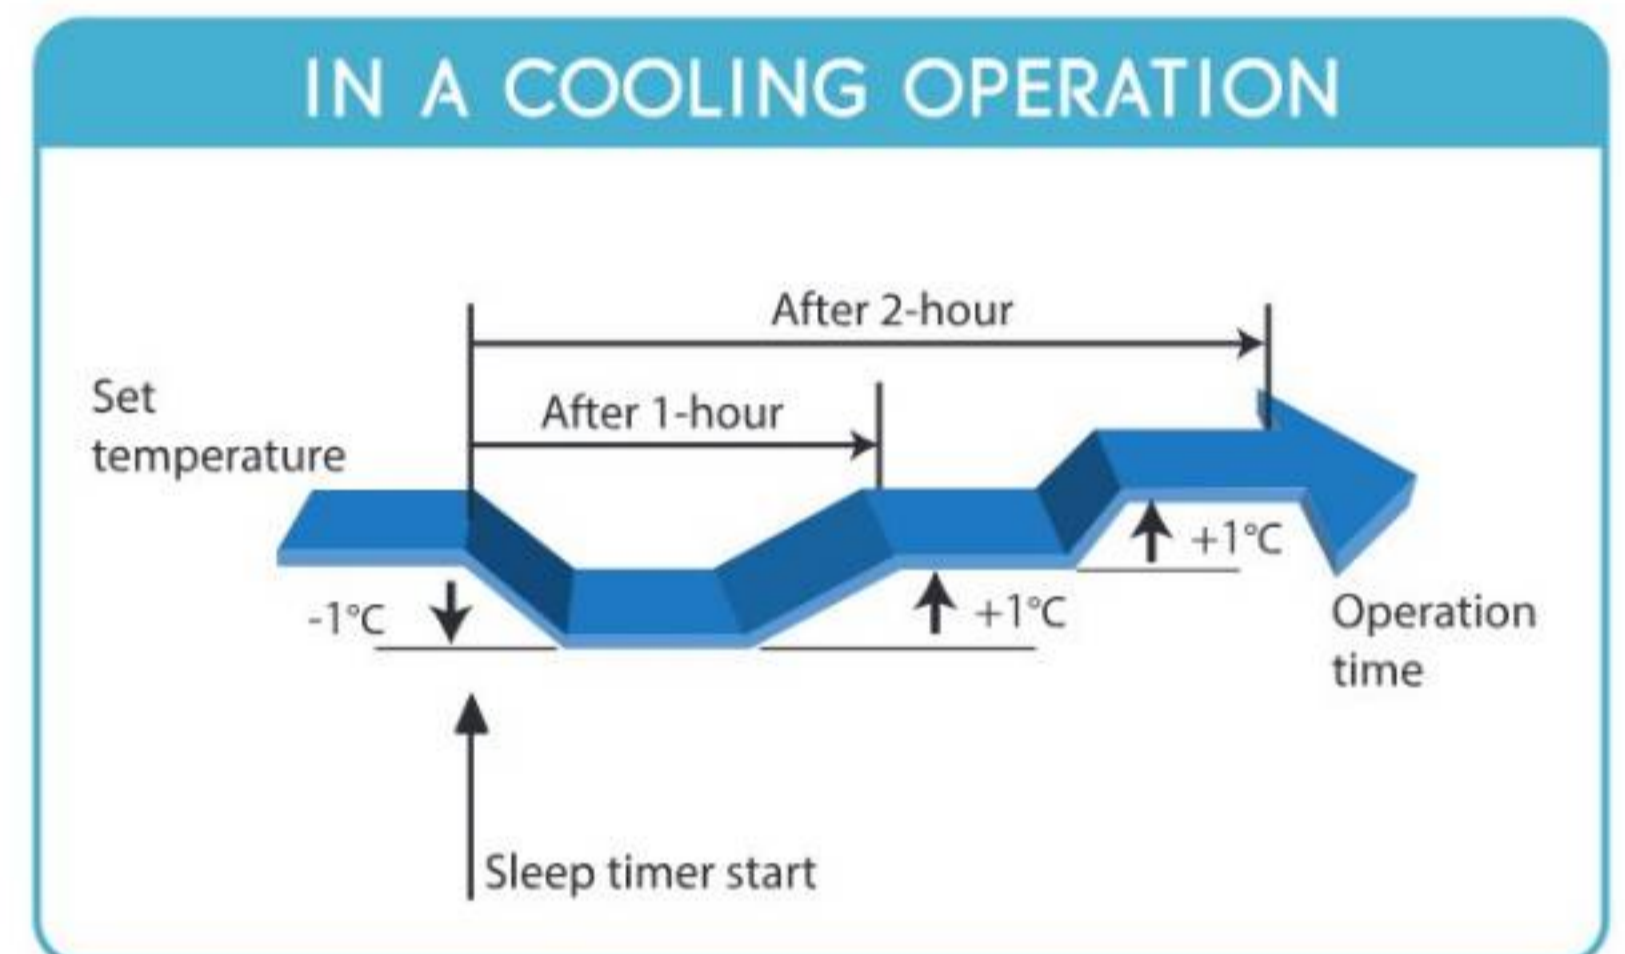 IN A COOLING OPERATION
After 2-hour
Set
temperature
After 1-hour
+1°C
-1°C
+1°C
Operation
time
Sleep timer start